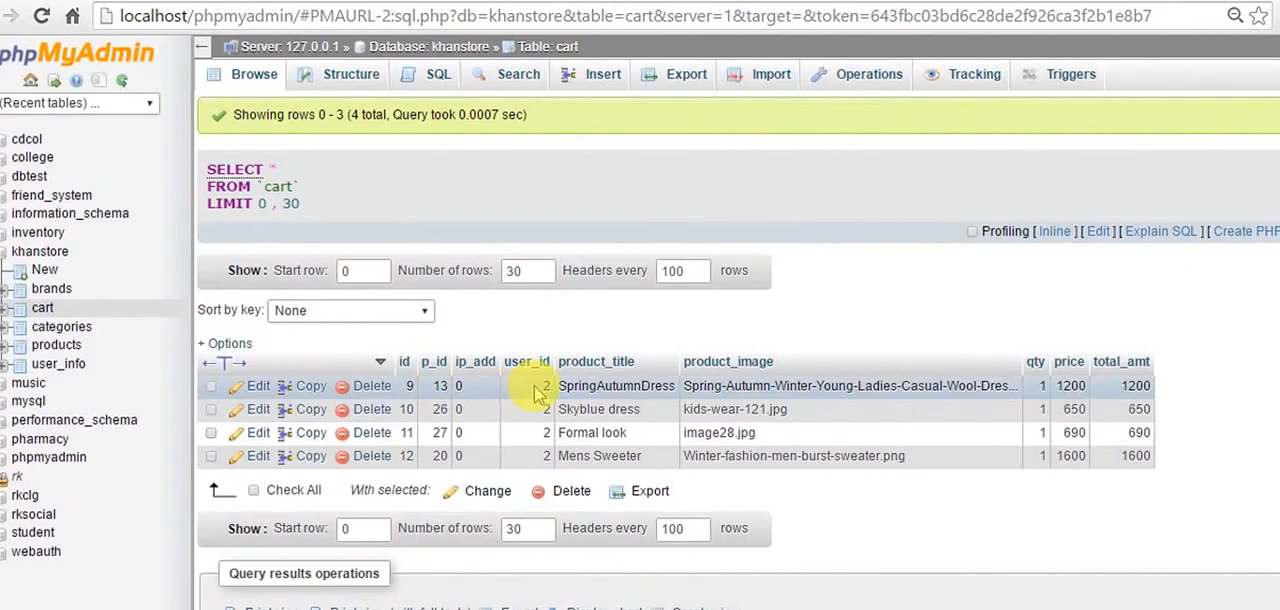 localhost/phpmyadmin/#PMAURL-2:sql.php?db=khanstore&table=cart&server=1&target=&token=643fbc03bd6c28de2f926ca3f2b1e8b7
phpMyAdmin
(Recent tables) ...
cdcol
college
dbtest
friend_system
information_schema
inventory
khanstore
New
brands
cart
categories
products
user_info
music
mysql
performance_schema
pharmacy
phpmyadmin
rk
rkclg
rksocial
student
webauth
Server: 127.0.0.1 » Database: khanstore » Table: cart
Browse Structure SQL Search Insert Export Import Operations Tracking Triggers
Showing rows 0 - 3 (4 total, Query took 0.0007 sec)
SELECT *
FROM `cart`
LIMIT 0 , 30
Profiling [ Inline ] [ Edit ] [ Explain SQL ] [ Create PHP
Show : Start row: 0 Number of rows: 30 Headers every 100 rows
Sort by key: None
+ Options
←T→ id p_id ip_add user_id product_title product_image qty price total_amt
Edit Copy Delete 9 13 0 2 SpringAutumnDress Spring-Autumn-Winter-Young-Ladies-Casual-Wool-Dres... 1 1200 1200
Edit Copy Delete 10 26 0 2 Skyblue dress kids-wear-121.jpg 1 650 650
Edit Copy Delete 11 27 0 2 Formal look image28.jpg 1 690 690
Edit Copy Delete 12 20 0 2 Mens Sweeter Winter-fashion-men-burst-sweater.png 1 1600 1600
Check All With selected: Change Delete Export
Show : Start row: 0 Number of rows: 30 Headers every 100 rows
Query results operations